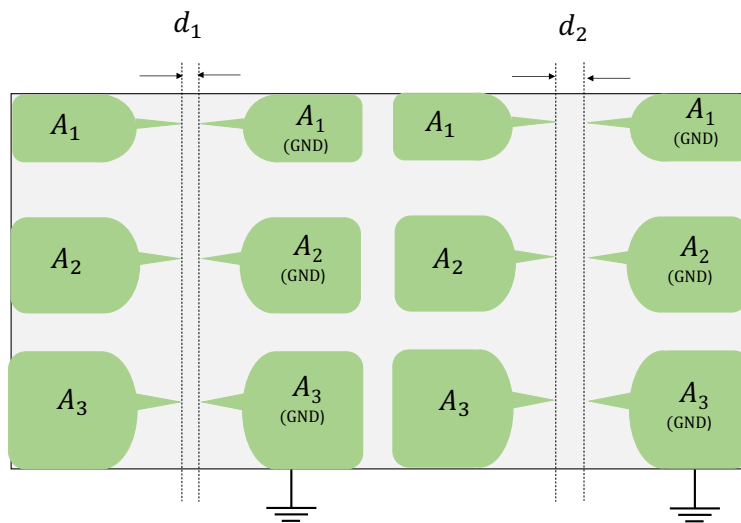 d₁ d₂
A₁ A₁ A₁ A₁
(GND) (GND)
A₂ A₂ A₂ A₂
(GND) (GND)
A₃ A₃ A₃ A₃
(GND) (GND)